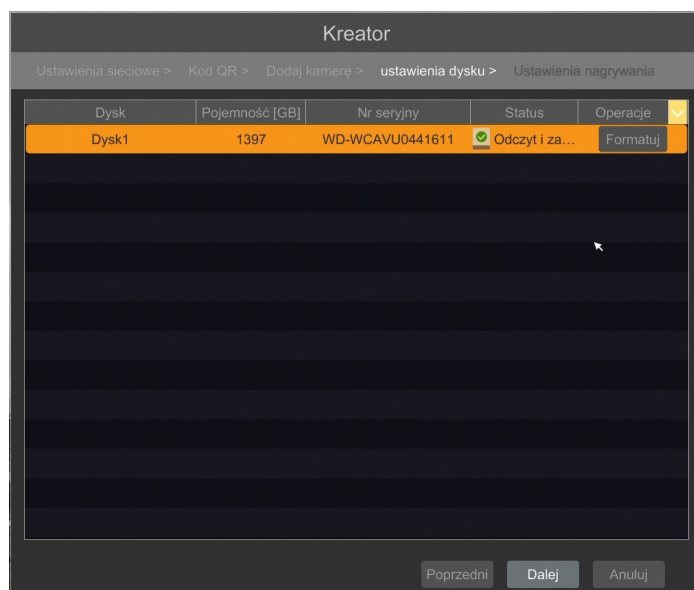 Kreator
Ustawienia sieciowe > Kod QR > Dodaj kamerę > ustawienia dysku > Ustawienia nagrywania
Dysk Pojemność [GB] Nr seryjny Status Operacje
Dysk1 1397 WD-WCAVU0441611 Odczyt i za... Formatuj
Poprzedni Dalej Anuluj